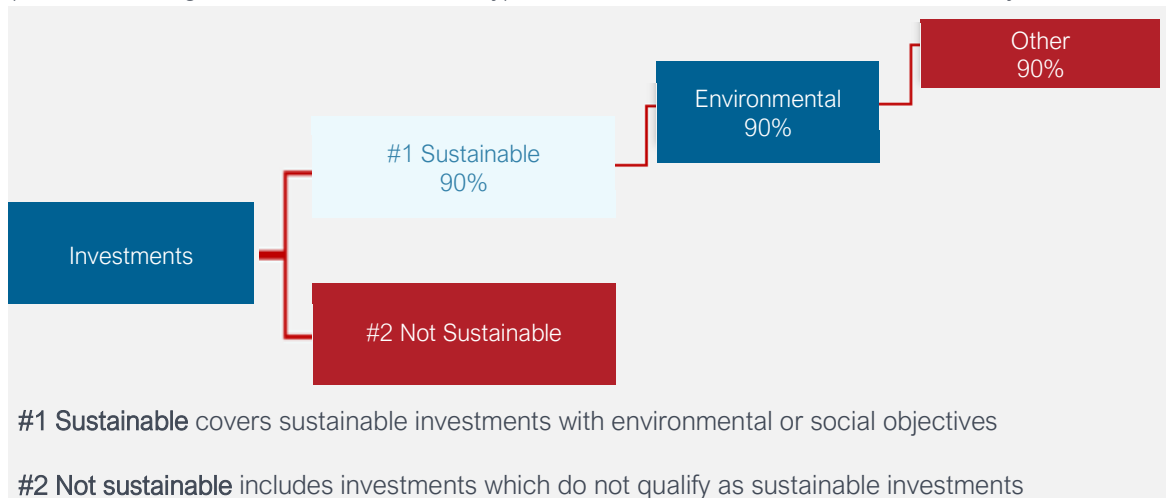 Other
90%
Environmental
90%
#1 Sustainable
90%
Investments
#2 Not Sustainable
#1 Sustainable covers sustainable investments with environmental or social objectives
#2 Not sustainable includes investments which do not qualify as sustainable investments